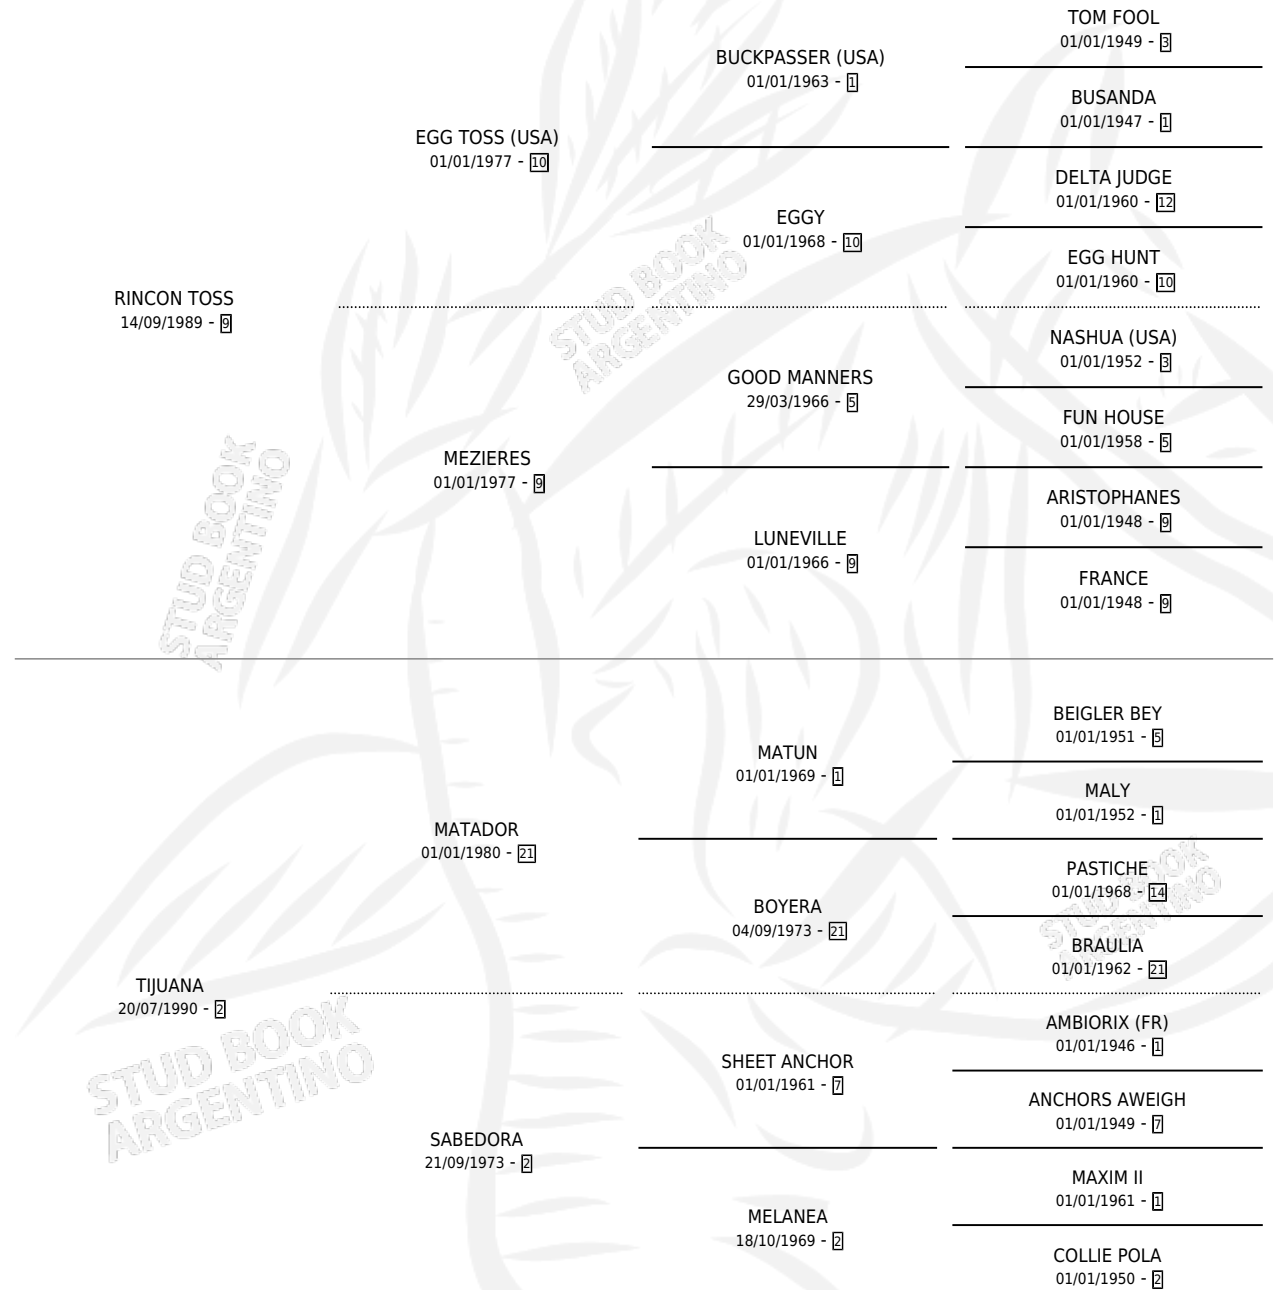 TOM FOOL
01/01/1949 - 3
BUCKPASSER (USA)
01/01/1963 - 1
BUSANDA
01/01/1947 - 1
EGG TOSS (USA)
01/01/1977 - 10
DELTA JUDGE
01/01/1960 - 12
EGGY
01/01/1968 - 10
EGG HUNT
01/01/1960 - 10
RINCON TOSS
14/09/1989 - 9
NASHUA (USA)
01/01/1952 - 3
GOOD MANNERS
29/03/1966 - 5
FUN HOUSE
01/01/1958 - 5
MEZIERES
01/01/1977 - 9
ARISTOPHANES
01/01/1948 - 9
LUNEVILLE
01/01/1966 - 9
FRANCE
01/01/1948 - 9
BEIGLER BEY
01/01/1951 - 5
MATUN
01/01/1969 - 1
MALY
01/01/1952 - 1
MATADOR
01/01/1980 - 21
PASTICHE
01/01/1968 - 14
BOYERA
04/09/1973 - 21
BRAULIA
01/01/1962 - 21
TIJUANA
20/07/1990 - 2
AMBIORIX (FR)
01/01/1946 - 1
SHEET ANCHOR
01/01/1961 - 7
ANCHORS AWEIGH
01/01/1949 - 7
SABEDORA
21/09/1973 - 2
MAXIM II
01/01/1961 - 1
MELANEA
18/10/1969 - 2
COLLIE POLA
01/01/1950 - 2
STUD BOOK
ARGENTINO
STUD BOOK
ARGENTINO
STUD BOOK
ARGENTINO
STUD BOOK
ARGENTINO